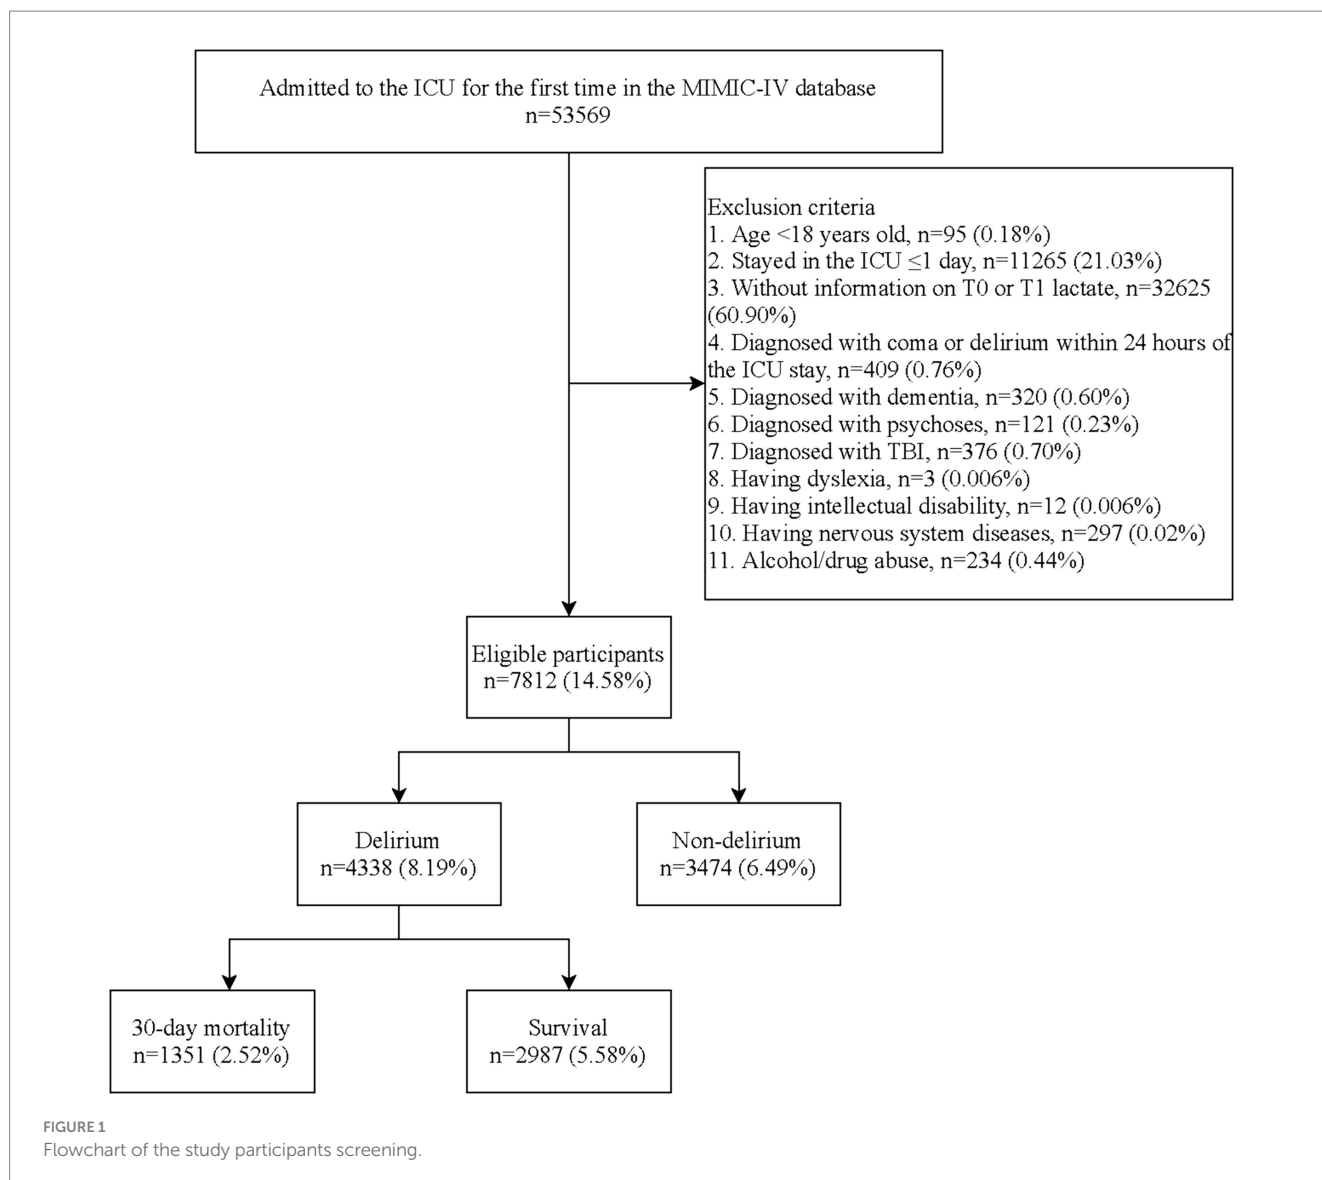 Admitted to the ICU for the first time in the MIMIC-IV database
n=53569
Exclusion criteria
1. Age <18 years old, n=95 (0.18%)
2. Stayed in the ICU ≤1 day, n=11265 (21.03%)
3. Without information on T0 or T1 lactate, n=32625
(60.90%)
4. Diagnosed with coma or delirium within 24 hours of
the ICU stay, n=409 (0.76%)
5. Diagnosed with dementia, n=320 (0.60%)
6. Diagnosed with psychoses, n=121 (0.23%)
7. Diagnosed with TBI, n=376 (0.70%)
8. Having dyslexia, n=3 (0.006%)
9. Having intellectual disability, n=12 (0.006%)
10. Having nervous system diseases, n=297 (0.02%)
11. Alcohol/drug abuse, n=234 (0.44%)
Eligible participants
n=7812 (14.58%)
Delirium
n=4338 (8.19%)
Non-delirium
n=3474 (6.49%)
30-day mortality
n=1351 (2.52%)
Survival
n=2987 (5.58%)
FIGURE 1
Flowchart of the study participants screening.